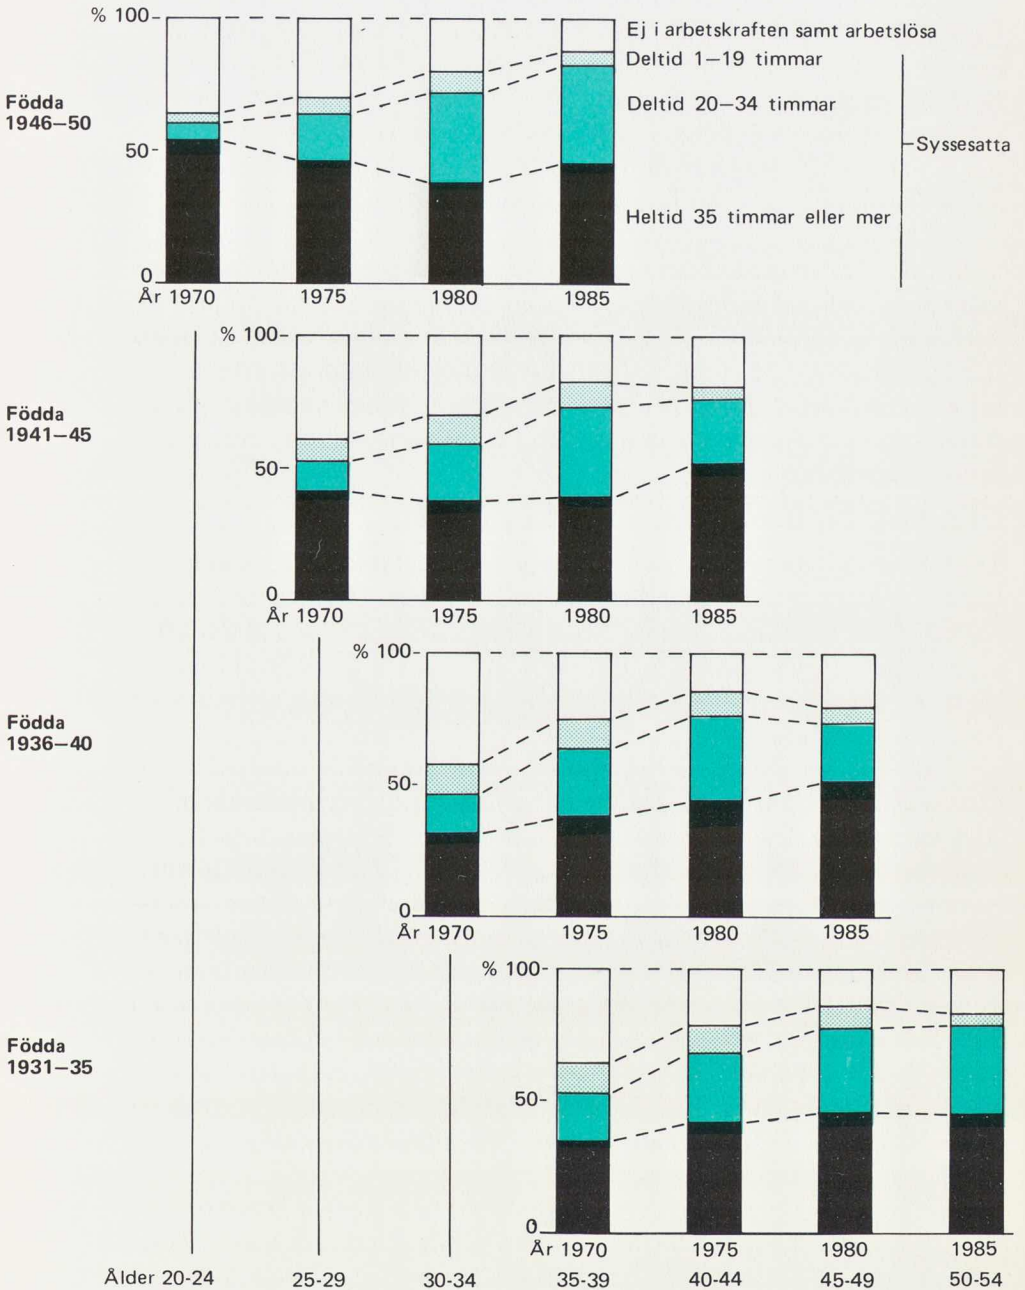 % 100
50
0
Födda
1946–50
Ej i arbetskraften samt arbetslösa
Deltid 1–19 timmar
Deltid 20–34 timmar
Syssesatta
Heltid 35 timmar eller mer
År 1970 1975 1980 1985
% 100
50
0
Födda
1941–45
År 1970 1975 1980 1985
% 100
50
0
Födda
1936–40
År 1970 1975 1980 1985
% 100
50
0
Födda
1931–35
År 1970 1975 1980 1985
Ålder 20-24 25-29 30-34 35-39 40-44 45-49 50-54